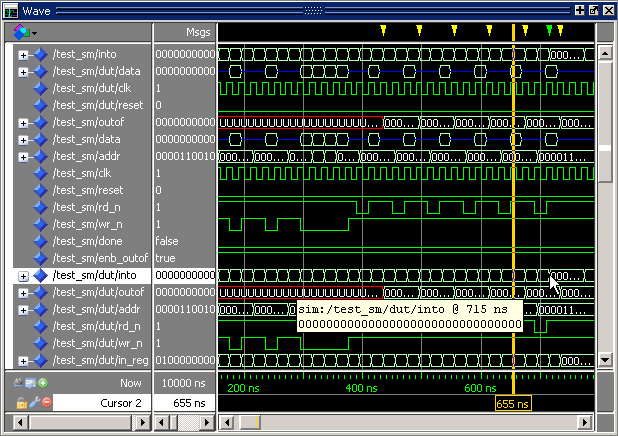 Wave
Msgs
/test_sm/into 0000000000 000...
/test_sm/dut/data 0000000000
/test_sm/dut/clk 1
/test_sm/dut/reset 0
/test_sm/outof 0000000000 000... 000... 000... 000... 000... 000...
/test_sm/data 0000000000
/test_sm/addr 0000110010 000... 000... 0... 0... 000... 000... 000... 000... 000... 000011...
/test_sm/clk 1
/test_sm/reset 0
/test_sm/rd_n 1
/test_sm/wr_n 1
/test_sm/done false
/test_sm/enb_outof true
/test_sm/dut/into 0000000000 000...
/test_sm/dut/outof 0000000000 000... 000... 000... 000... 000... 000...
/test_sm/dut/addr 0000110010 000... 000... 000011...
sim:/test_sm/dut/into @ 715 ns
00000000000000000000000000000000
/test_sm/dut/rd_n 1
/test_sm/dut/wr_n 1
/test_sm/dut/in_reg 0100000000 000...
Now 10000 ns 200 ns 400 ns 600 ns
Cursor 2 655 ns 655 ns